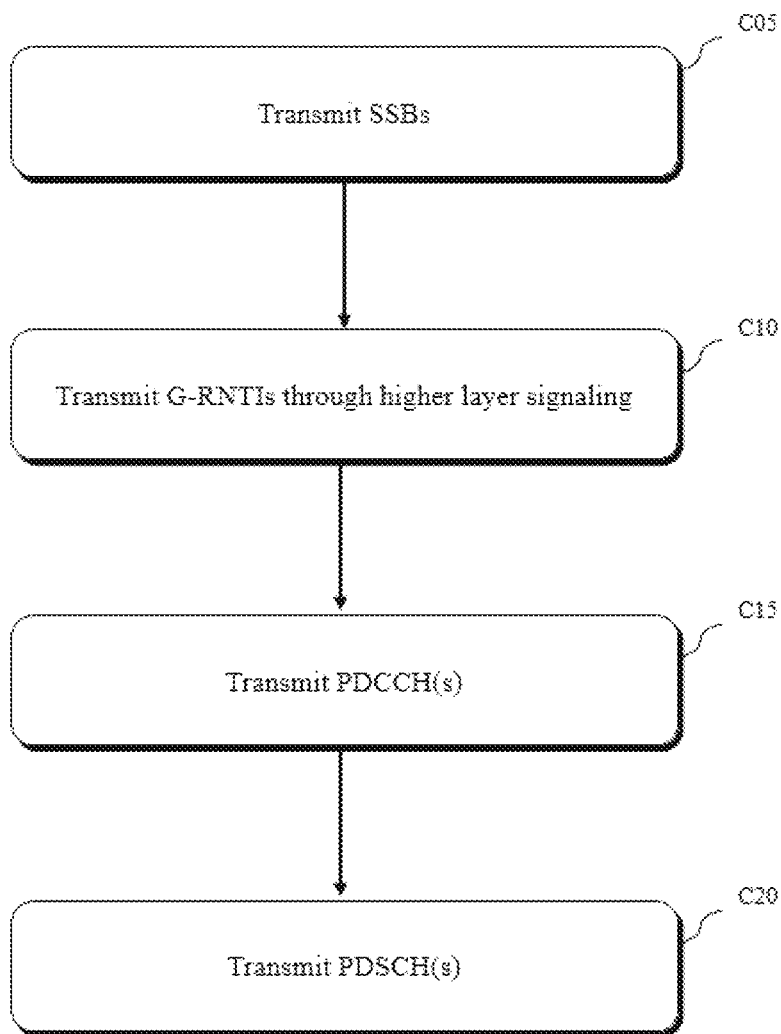 C05
Transmit SSBs
C10
Transmit G-RNTIs through higher layer signaling
C15
Transmit PDCCH(s)
C20
Transmit PDSCH(s)